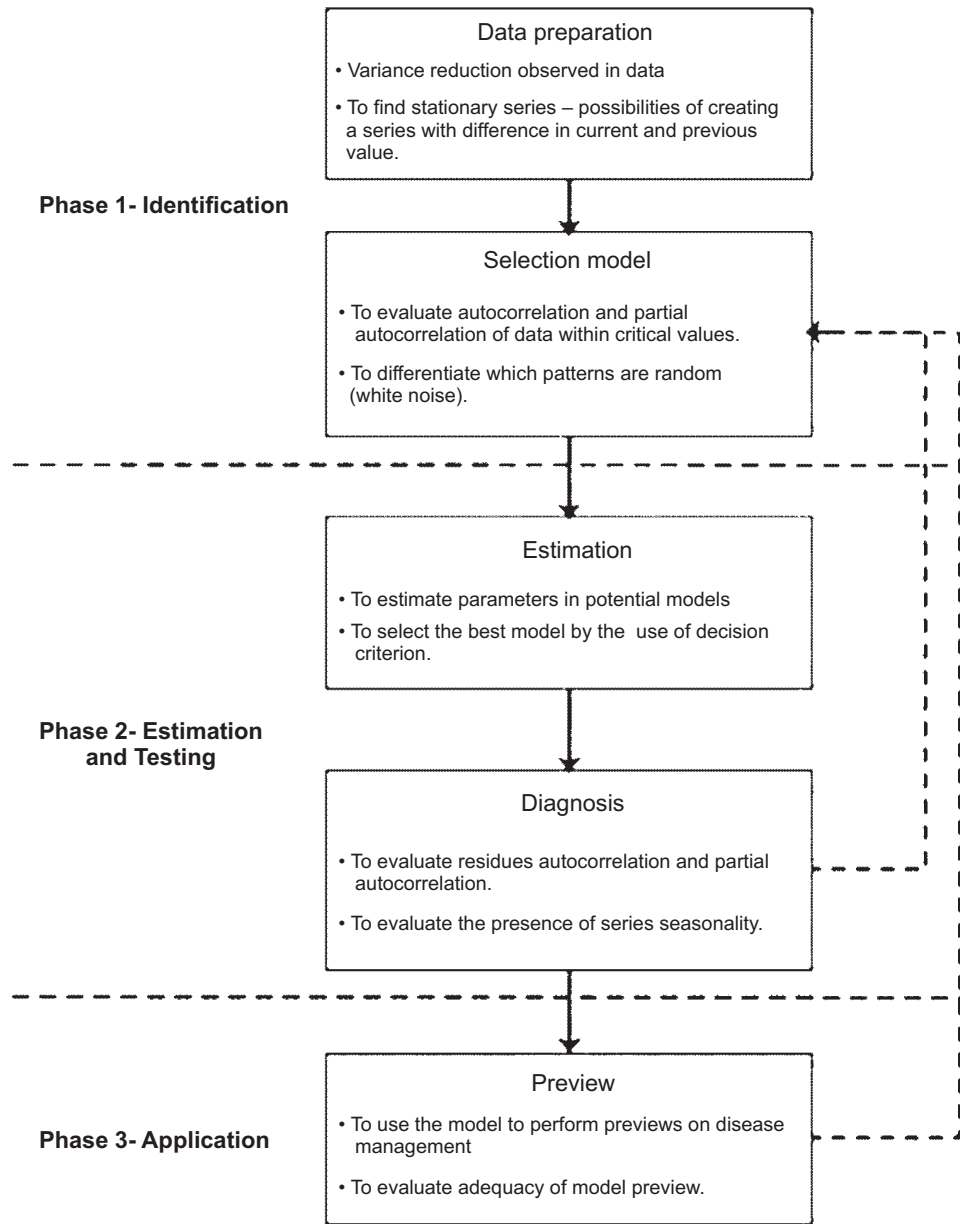 Data preparation
• Variance reduction observed in data
• To find stationary series – possibilities of creating
a series with difference in current and previous
value.
Phase 1- Identification
Selection model
• To evaluate autocorrelation and partial
autocorrelation of data within critical values.
• To differentiate which patterns are random
(white noise).
Estimation
• To estimate parameters in potential models
• To select the best model by the use of decision
criterion.
Phase 2- Estimation
and Testing
Diagnosis
• To evaluate residues autocorrelation and partial
autocorrelation.
• To evaluate the presence of series seasonality.
Preview
• To use the model to perform previews on disease
management
Phase 3- Application
• To evaluate adequacy of model preview.